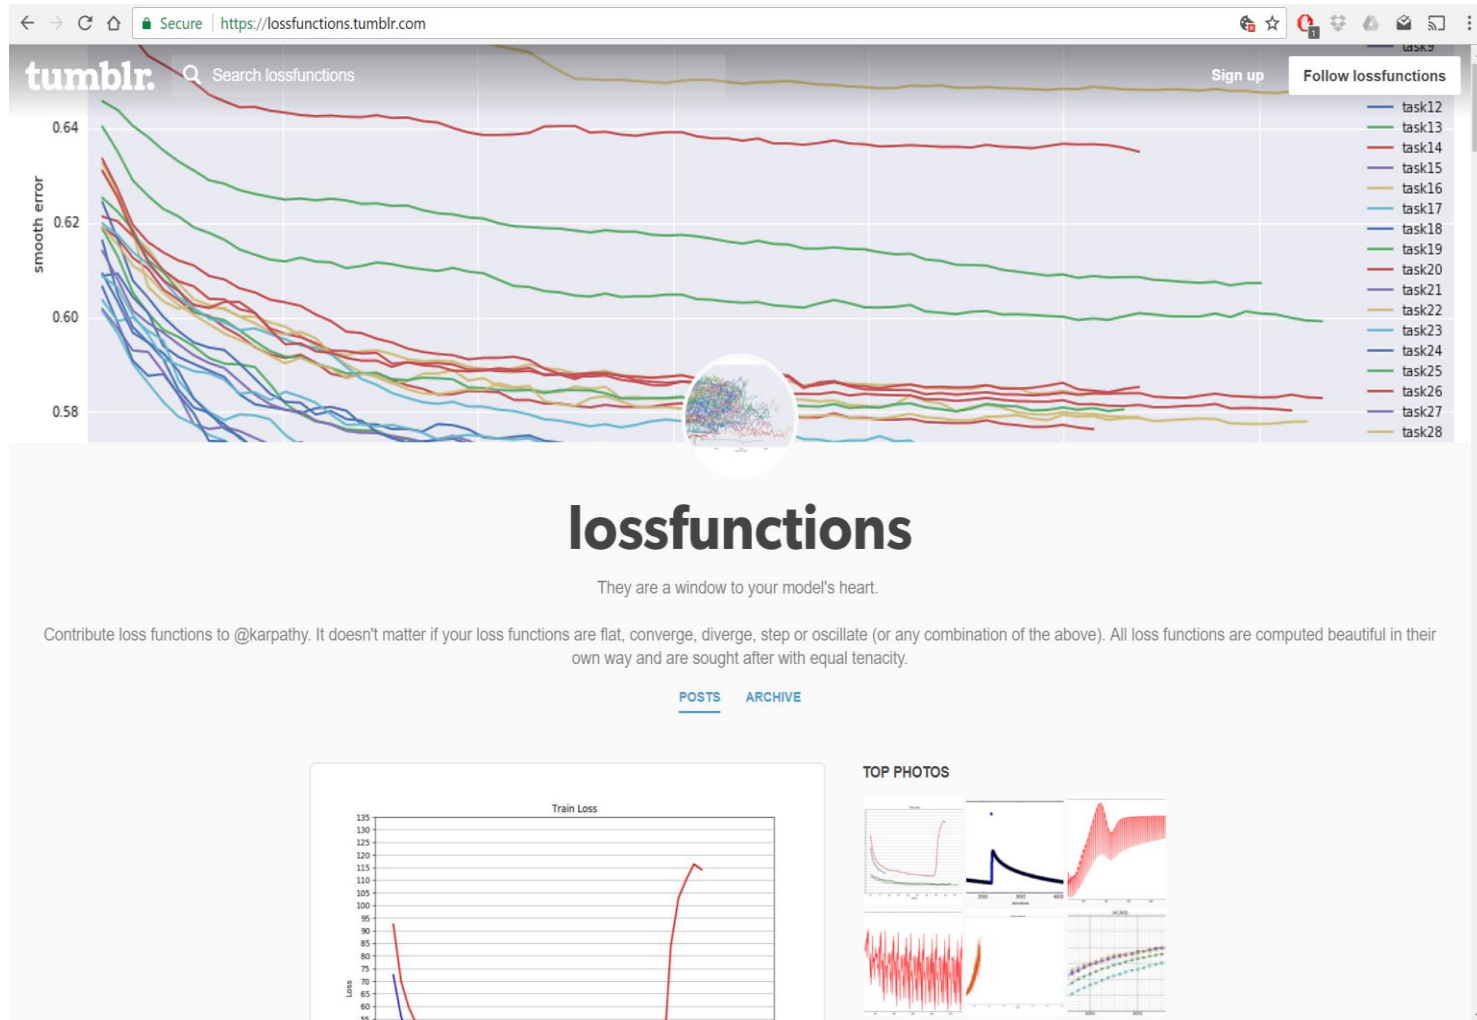 Secure
https://lossfunctions.tumblr.com
1
tumblr.
Search lossfunctions
Sign up
Follow lossfunctions
task9
task12
task13
task14
task15
task16
task17
task18
task19
task20
task21
task22
task23
task24
task25
task26
task27
task28
smooth error
0.64
0.62
0.60
0.58
lossfunctions
They are a window to your model's heart.
Contribute loss functions to @karpathy. It doesn't matter if your loss functions are flat, converge, diverge, step or oscillate (or any combination of the above). All loss functions are computed beautiful in their
own way and are sought after with equal tenacity.
POSTS
ARCHIVE
Train Loss
135
130
125
120
115
110
105
100
95
90
85
80
75
70
65
60
55
Loss
TOP PHOTOS
2000
3000